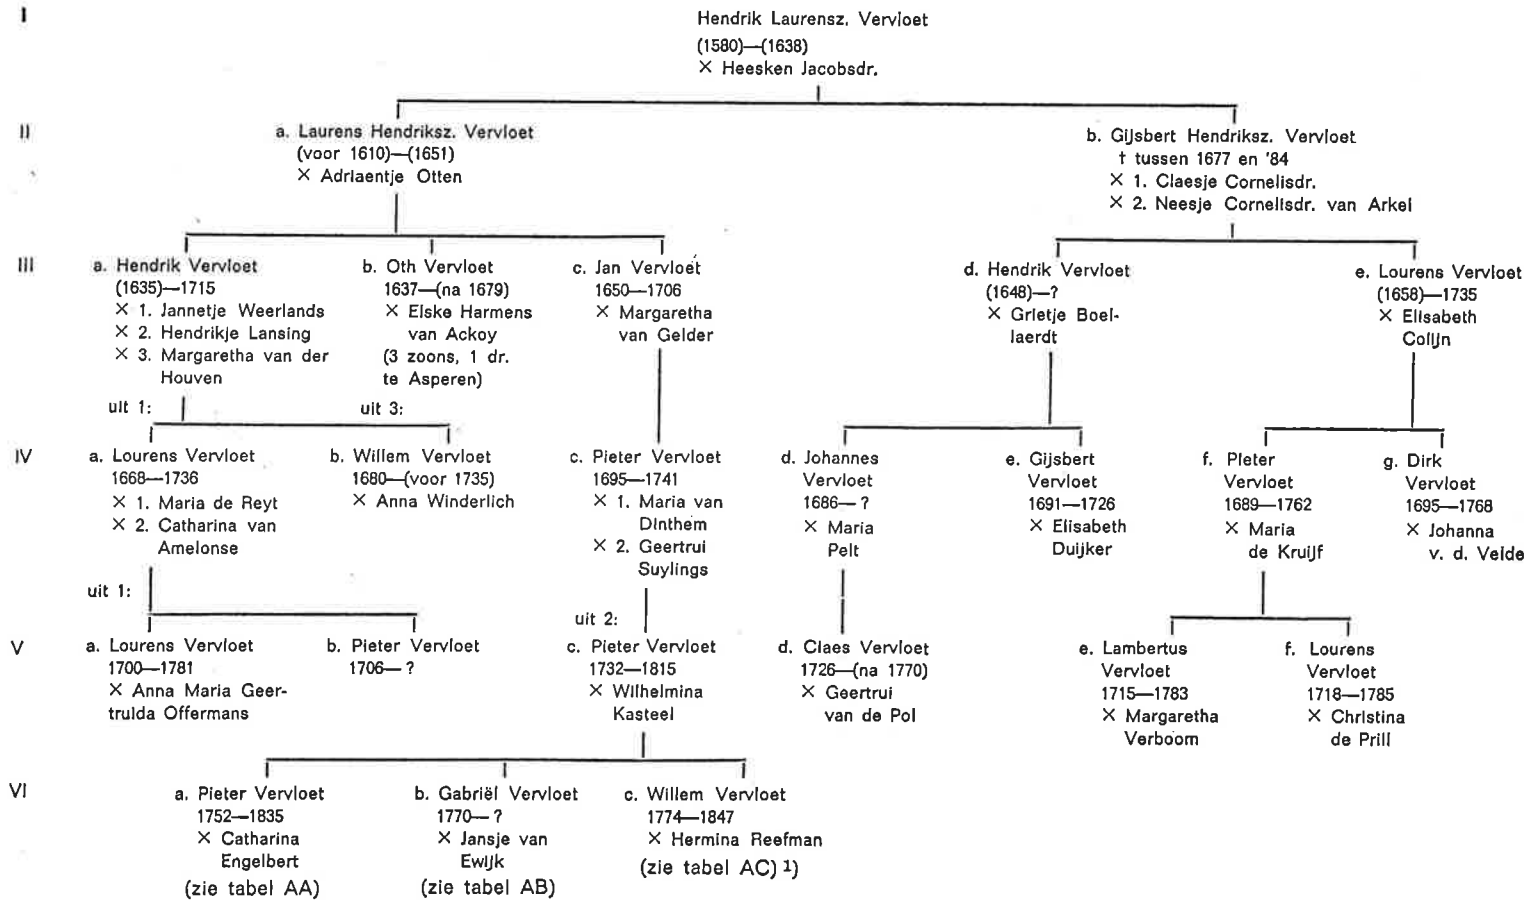 I
Hendrik Laurensz. Vervloet
(1580)—(1638)
× Heesken Jacobsdr.
II
a. Laurens Hendriksz. Vervloet
(voor 1610)—(1651)
× Adriaentje Otten
b. Gijsbert Hendriksz. Vervloet
† tussen 1677 en '84
× 1. Claesje Cornelisdr.
× 2. Neesje Cornelisdr. van Arkel
III
a. Hendrik Vervloet
(1635)—1715
× 1. Jannetje Weerlands
× 2. Hendrikje Lansing
× 3. Margaretha van der
Houven
b. Oth Vervloet
1637—(na 1679)
× Elske Harmens
van Ackoy
(3 zoons, 1 dr.
te Asperen)
c. Jan Vervloet
1650—1706
× Margaretha
van Gelder
d. Hendrik Vervloet
(1648)—?
× Grietje Boel-
laerdt
e. Lourens Vervloet
(1658)—1735
× Elisabeth
Colijn
uit 1:
uit 3:
IV
a. Lourens Vervloet
1668—1736
× 1. Maria de Reyt
× 2. Catharina van
Amelonse
b. Willem Vervloet
1680—(voor 1735)
× Anna Winderlich
c. Pieter Vervloet
1695—1741
× 1. Maria van
Dinthem
× 2. Geertrui
Suylings
d. Johannes
Vervloet
1686—?
× Maria
Pelt
e. Gijsbert
Vervloet
1691—1726
× Elisabeth
Duijker
f. Pieter
Vervloet
1689—1762
× Maria
de Kruijf
g. Dirk
Vervloet
1695—1768
× Johanna
v. d. Velde
uit 1:
uit 2:
V
a. Lourens Vervloet
1700—1781
× Anna Maria Geer-
truida Offermans
b. Pieter Vervloet
1706—?
c. Pieter Vervloet
1732—1815
× Wilhelmina
Kasteel
d. Claes Vervloet
1726—(na 1770)
× Geertrui
van de Pol
e. Lambertus
Vervloet
1715—1783
× Margaretha
Verboom
f. Lourens
Vervloet
1718—1785
× Christina
de Prill
VI
a. Pieter Vervloet
1752—1835
× Catharina
Engelbert
(zie tabel AA)
b. Gabriël Vervloet
1770—?
× Jansje van
Ewijk
(zie tabel AB)
c. Willem Vervloet
1774—1847
× Hermina Reefman
(zie tabel AC) 1)